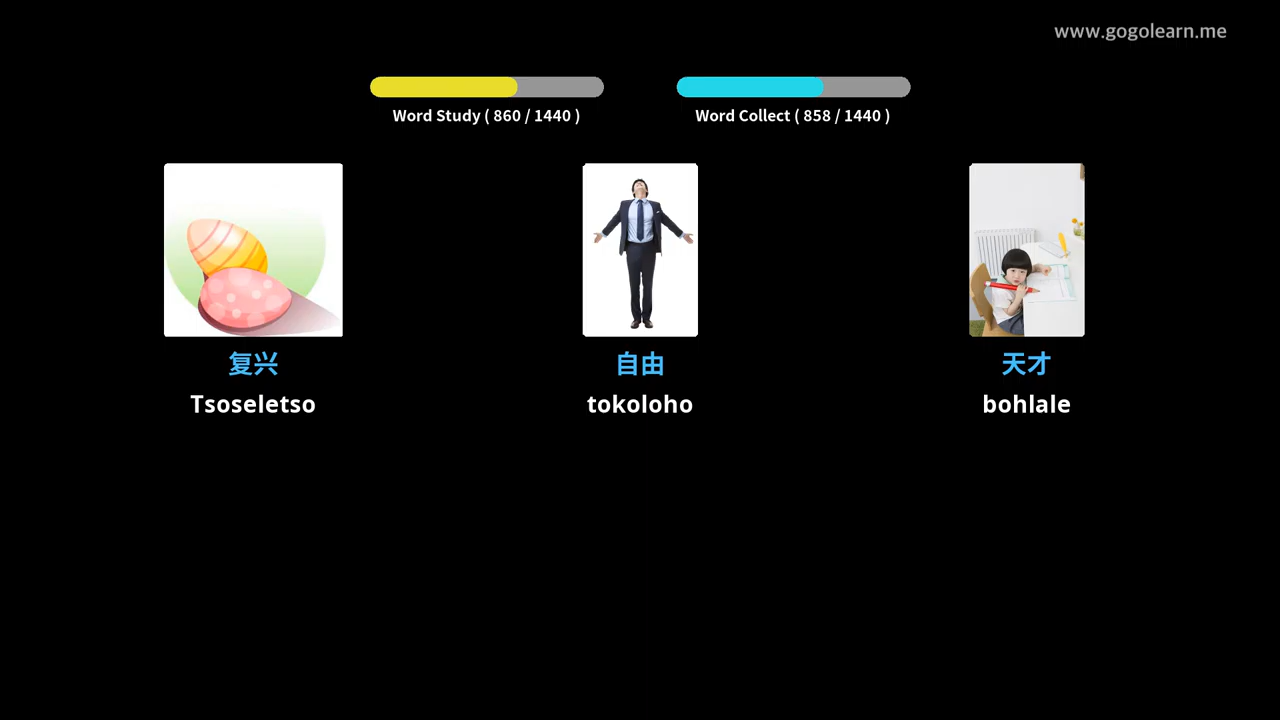 www.gogolearn.me
Word Study ( 860 / 1440 )
Word Collect ( 858 / 1440 )
复兴
自由
天才
Tsoseletso
tokoloho
bohlale